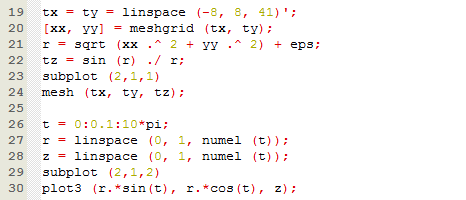 19 tx = ty = linspace (-8, 8, 41)';
20 [xx, yy] = meshgrid (tx, ty);
21 r = sqrt (xx .^ 2 + yy .^ 2) + eps;
22 tz = sin (r) ./ r;
23 subplot (2,1,1)
24 mesh (tx, ty, tz);
25
26 t = 0:0.1:10*pi;
27 r = linspace (0, 1, numel (t));
28 z = linspace (0, 1, numel (t));
29 subplot (2,1,2)
30 plot3 (r.*sin(t), r.*cos(t), z);